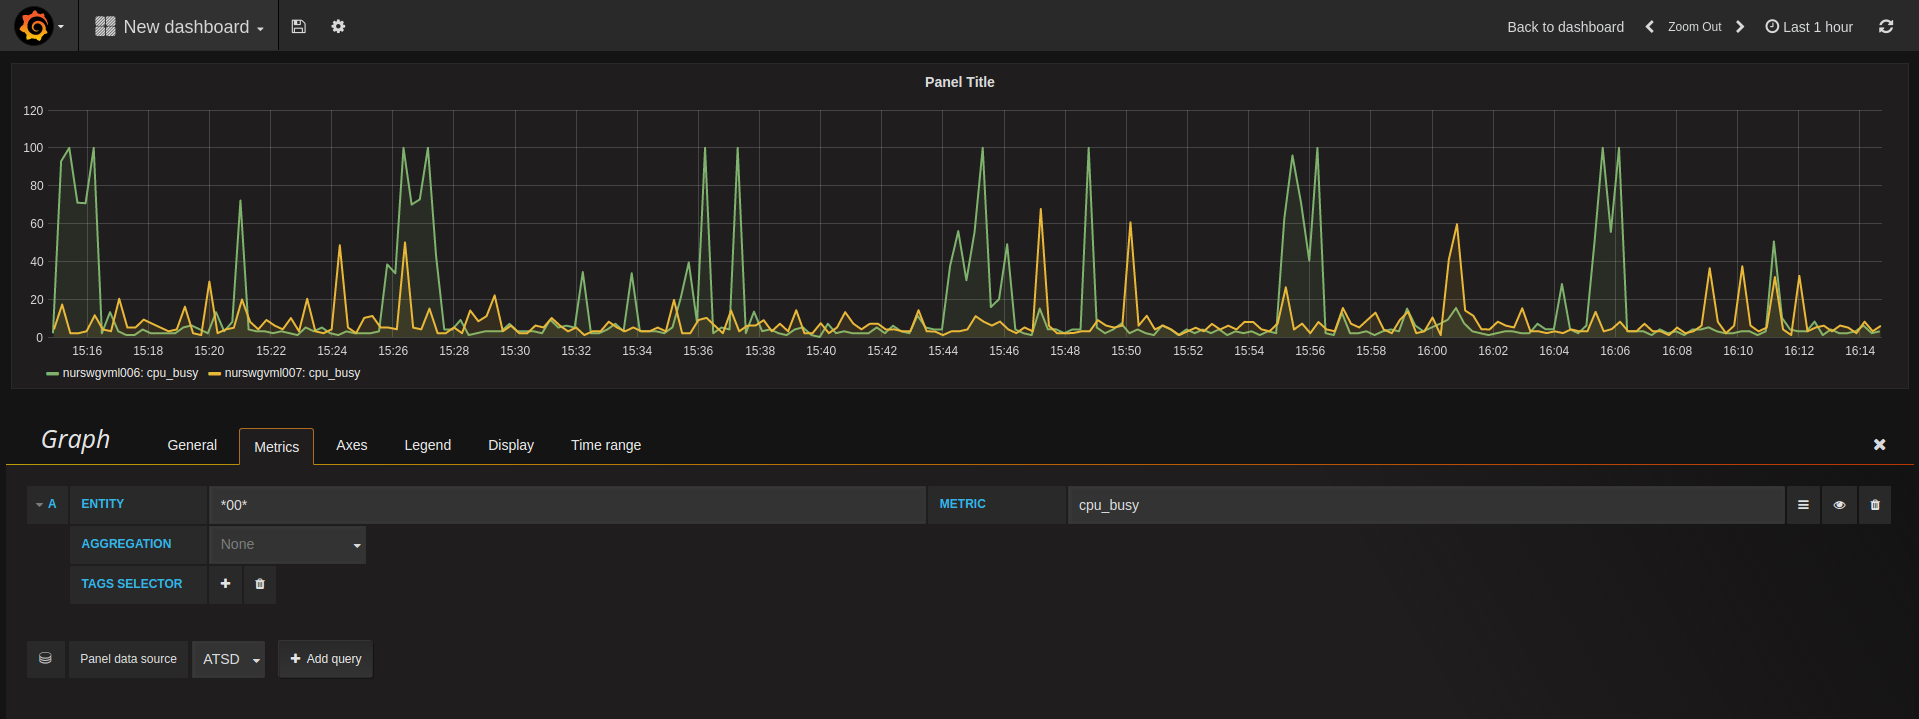 New dashboard
Back to dashboard Zoom Out Last 1 hour
Panel Title
120
100
80
60
40
20
0
15:16 15:18 15:20 15:22 15:24 15:26 15:28 15:30 15:32 15:34 15:36 15:38 15:40 15:42 15:44 15:46 15:48 15:50 15:52 15:54 15:56 15:58 16:00 16:02 16:04 16:06 16:08 16:10 16:12 16:14
nurswgvml006: cpu_busy nurswgvml007: cpu_busy
Graph General Metrics Axes Legend Display Time range
A ENTITY *00* METRIC cpu_busy
AGGREGATION None
TAGS SELECTOR
Panel data source ATSD Add query